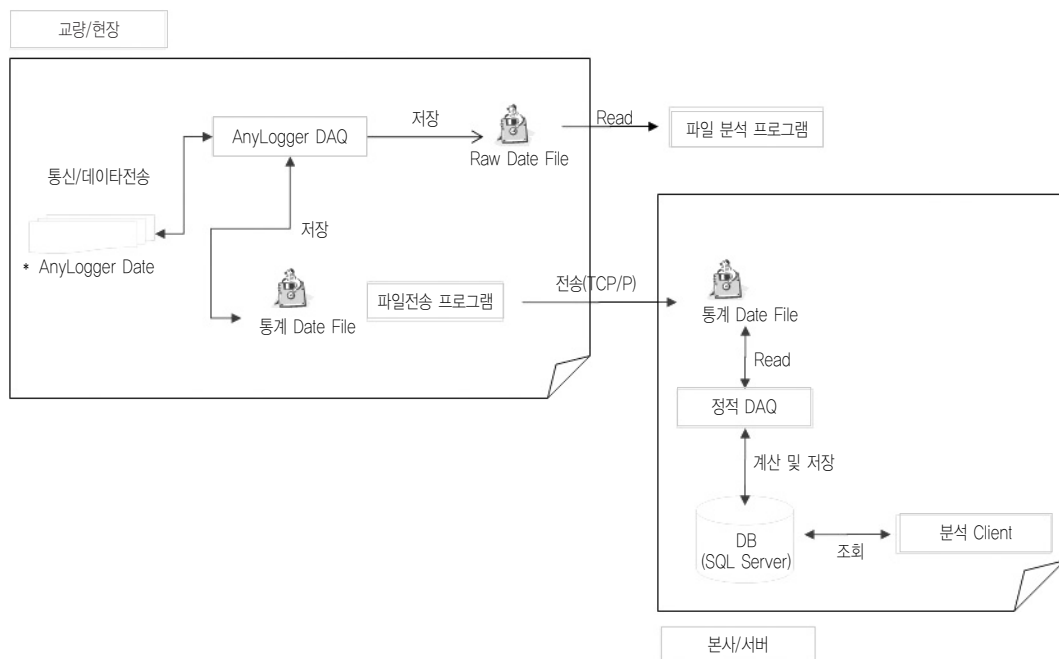 교량/현장
저장
Read
AnyLogger DAQ
파일 분석 프로그램
Raw Date File
통신/데이타전송
저장
* AnyLogger Date
전송(TCP/P)
파일전송 프로그램
통계 Date File
통계 Date File
Read
정적 DAQ
계산 및 저장
DB
(SQL Server)
조회
분석 Client
본사/서버